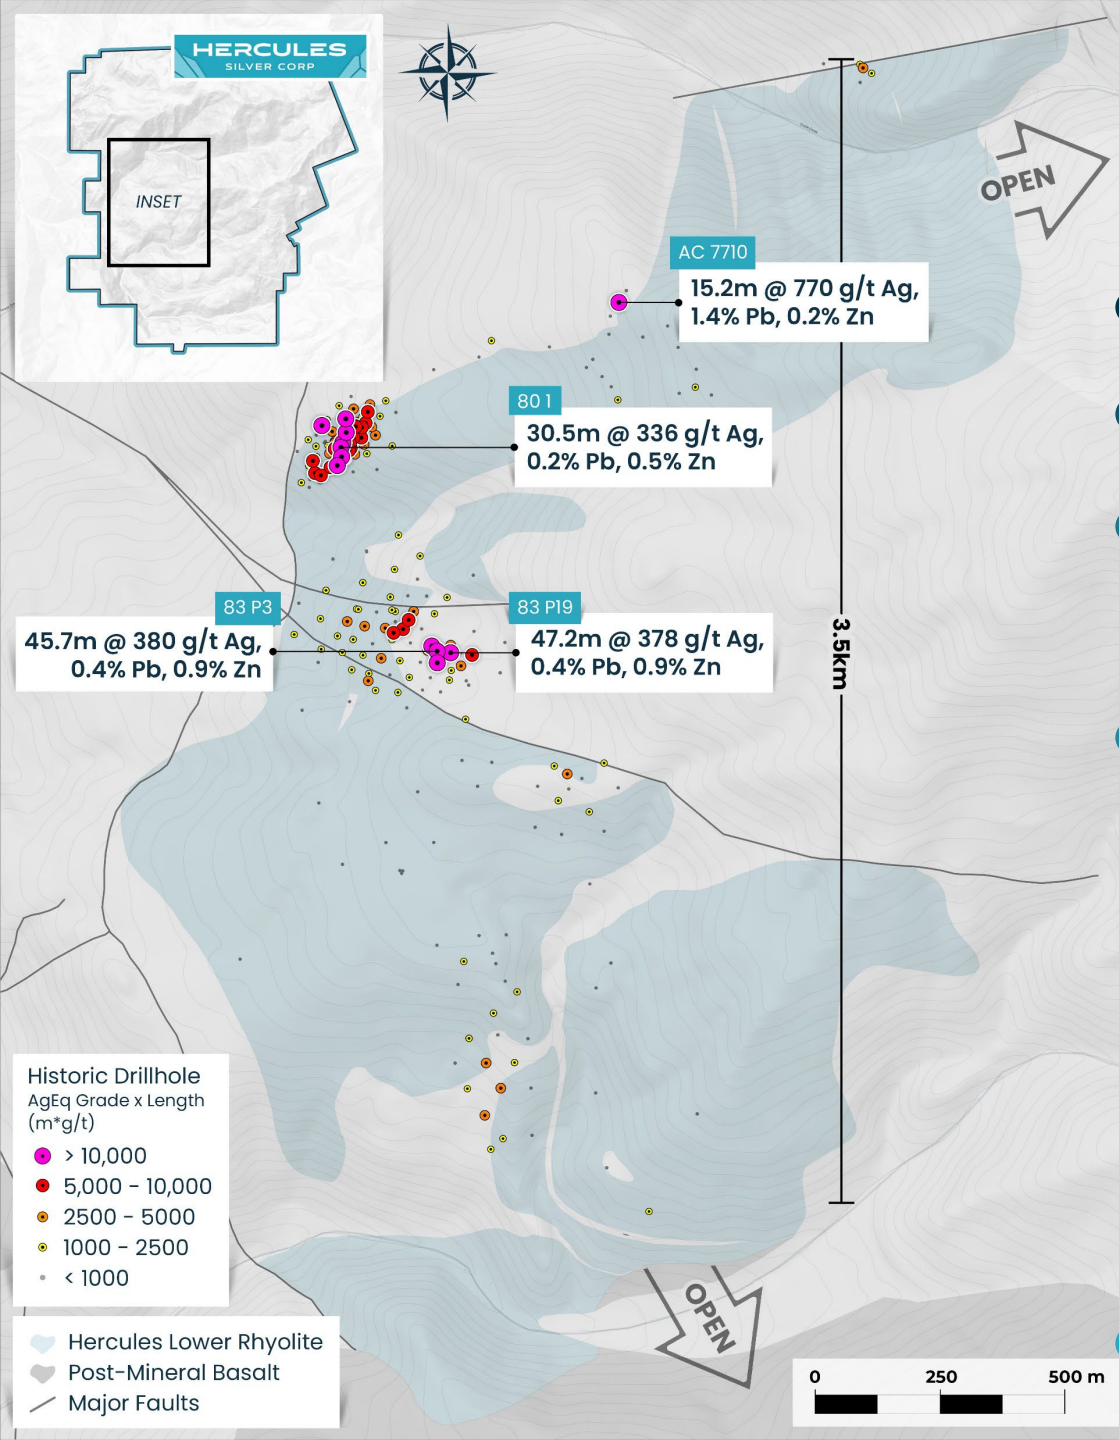 HERCULES
SILVER CORP
INSET
OPEN
AC 7710
15.2m @ 770 g/t Ag,
1.4% Pb, 0.2% Zn
80 1
30.5m @ 336 g/t Ag,
0.2% Pb, 0.5% Zn
83 P3
45.7m @ 380 g/t Ag,
0.4% Pb, 0.9% Zn
83 P19
47.2m @ 378 g/t Ag,
0.4% Pb, 0.9% Zn
3.5km
Historic Drillhole
AgEq Grade x Length
(m*g/t)
> 10,000
5,000 - 10,000
2500 - 5000
1000 - 2500
< 1000
OPEN
Hercules Lower Rhyolite
Post-Mineral Basalt
Major Faults
0 250 500 m